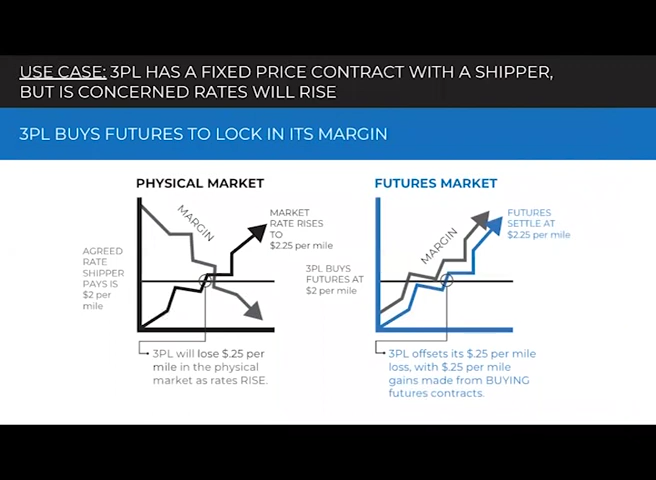 USE CASE: 3PL HAS A FIXED PRICE CONTRACT WITH A SHIPPER,
BUT IS CONCERNED RATES WILL RISE
3PL BUYS FUTURES TO LOCK IN ITS MARGIN
PHYSICAL MARKET
MARGIN
MARKET
RATE RISES
TO
$2.25 per mile
AGREED
RATE
SHIPPER
PAYS IS
$2 per
mile
3PL will lose $.25 per
mile in the physical
market as rates RISE.
FUTURES MARKET
MARGIN
FUTURES
SETTLE AT
$2.25 per mile
3PL BUYS
FUTURES AT
$2 per mile
3PL offsets its $.25 per mile
loss, with $.25 per mile
gains made from BUYING
futures contracts.